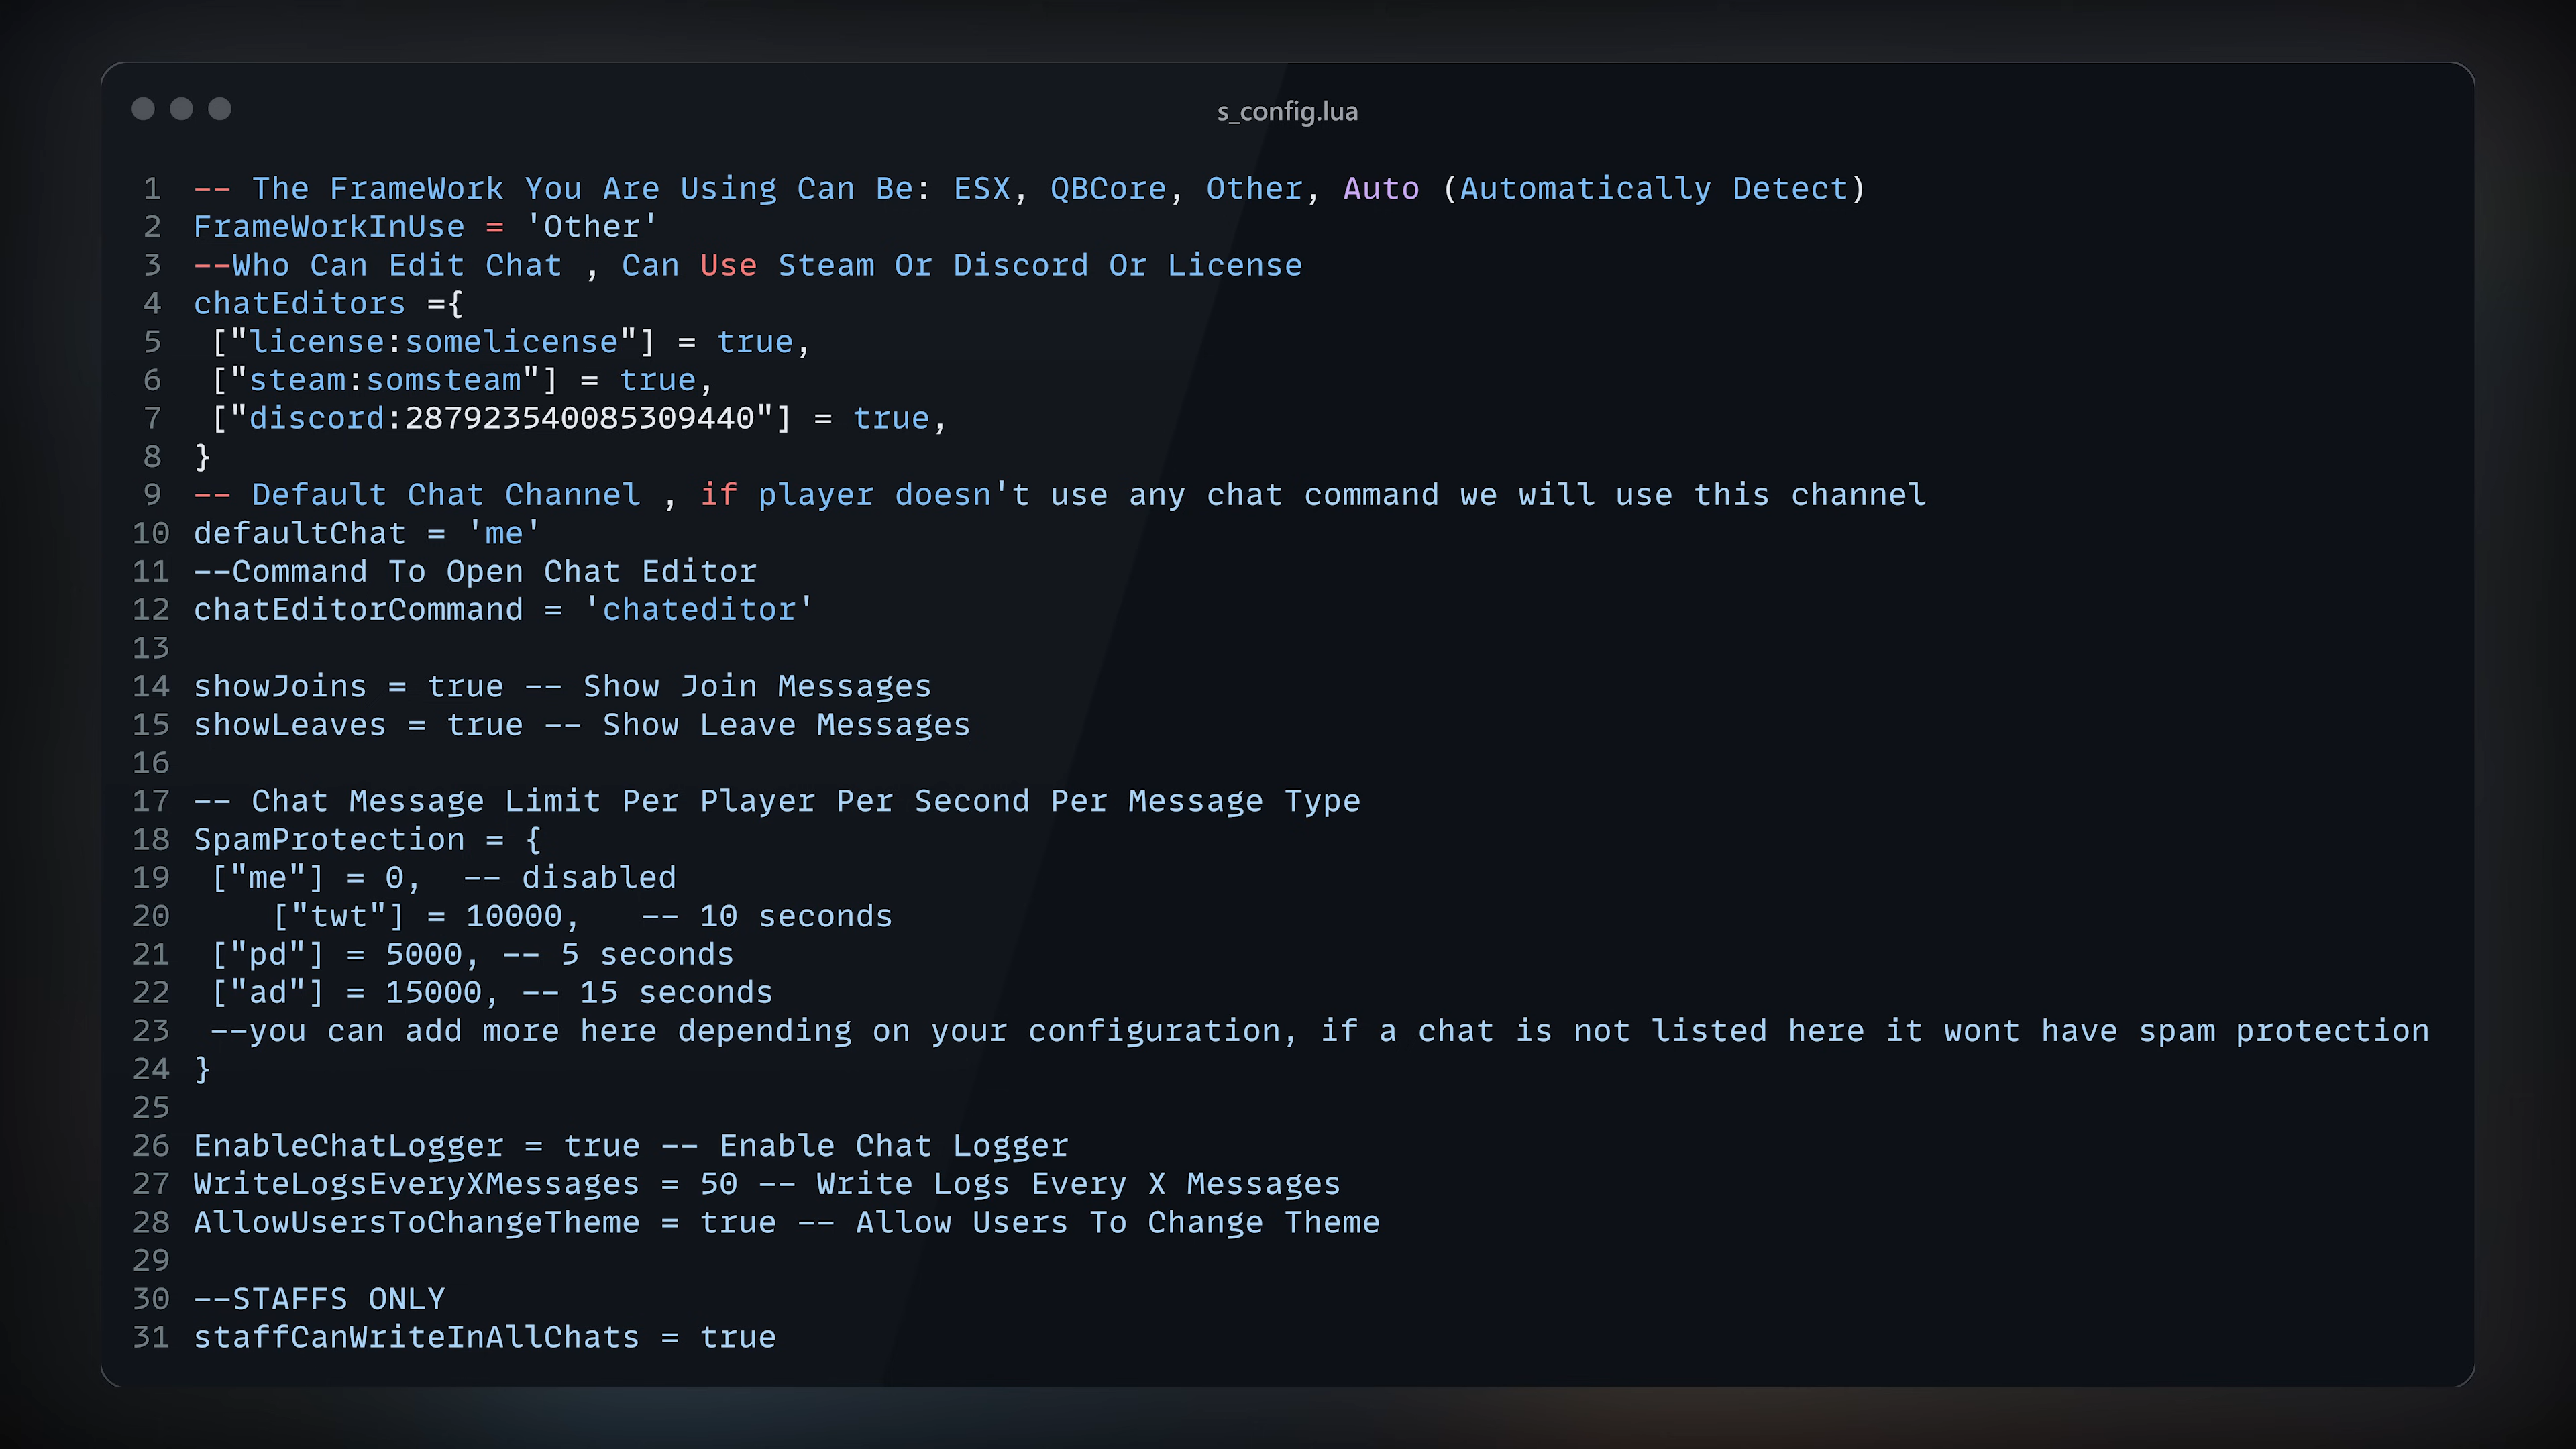 s_config.lua
1 -- The FrameWork You Are Using Can Be: ESX, QBCore, Other, Auto (Automatically Detect)
2 FrameWorkInUse = 'Other'
3 --Who Can Edit Chat , Can Use Steam Or Discord Or License
4 chatEditors ={
5  ["license:somelicense"] = true,
6  ["steam:somsteam"] = true,
7  ["discord:287923540085309440"] = true,
8 }
9 -- Default Chat Channel , if player doesn't use any chat command we will use this channel
10 defaultChat = 'me'
11 --Command To Open Chat Editor
12 chatEditorCommand = 'chateditor'
13
14 showJoins = true -- Show Join Messages
15 showLeaves = true -- Show Leave Messages
16
17 -- Chat Message Limit Per Player Per Second Per Message Type
18 SpamProtection = {
19  ["me"] = 0,  -- disabled
20     ["twt"] = 10000,   -- 10 seconds
21  ["pd"] = 5000, -- 5 seconds
22  ["ad"] = 15000, -- 15 seconds
23  --you can add more here depending on your configuration, if a chat is not listed here it wont have spam protection
24 }
25
26 EnableChatLogger = true -- Enable Chat Logger
27 WriteLogsEveryXMessages = 50 -- Write Logs Every X Messages
28 AllowUsersToChangeTheme = true -- Allow Users To Change Theme
29
30 --STAFFS ONLY
31 staffCanWriteInAllChats = true